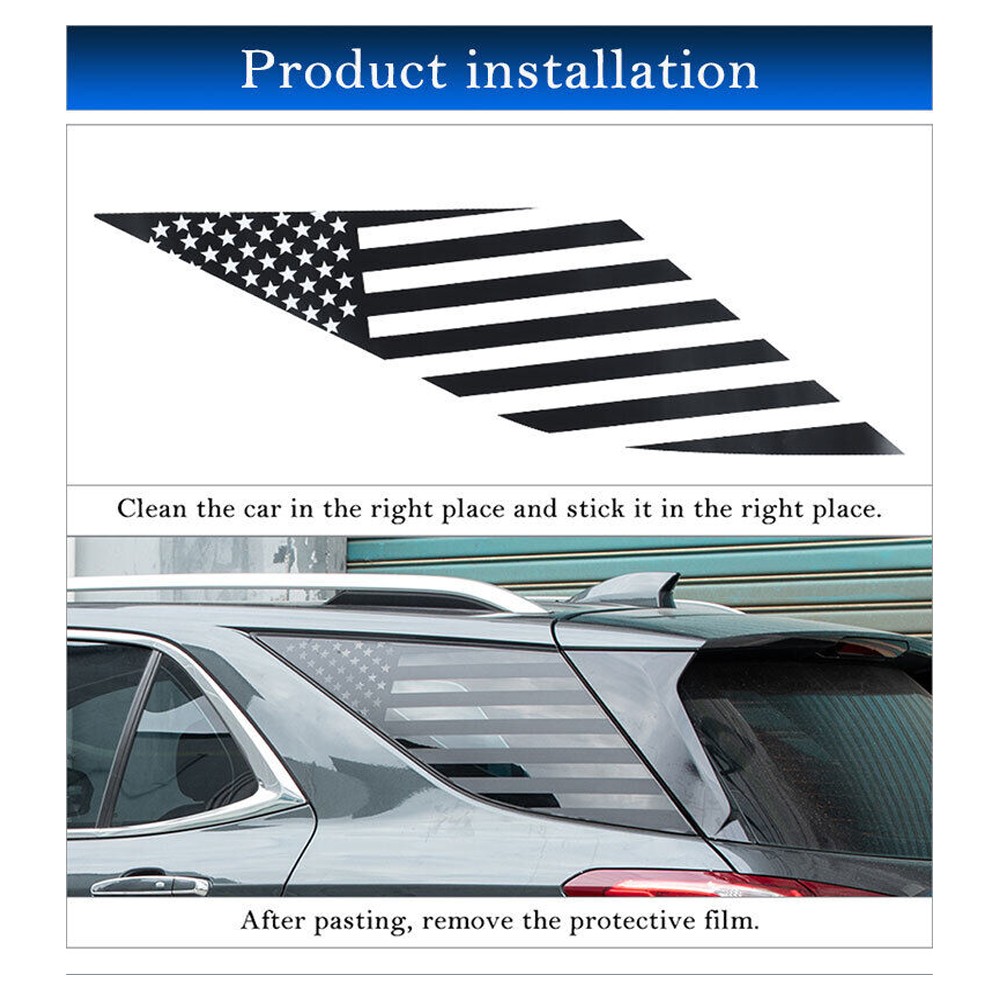 Product installation
Clean the car in the right place and stick it in the right place.
After pasting, remove the protective film.